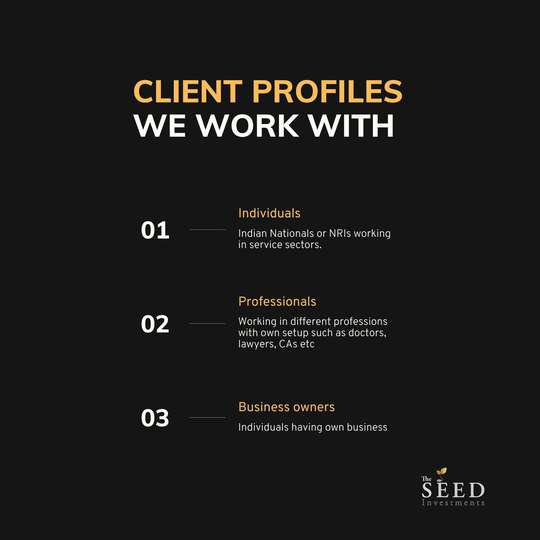 CLIENT PROFILES
WE WORK WITH
01
Individuals
Indian Nationals or NRIs working
in service sectors.
02
Professionals
Working in different professions
with own setup such as doctors,
lawyers, CAs etc
03
Business owners
Individuals having own business
The
SEED
Investments